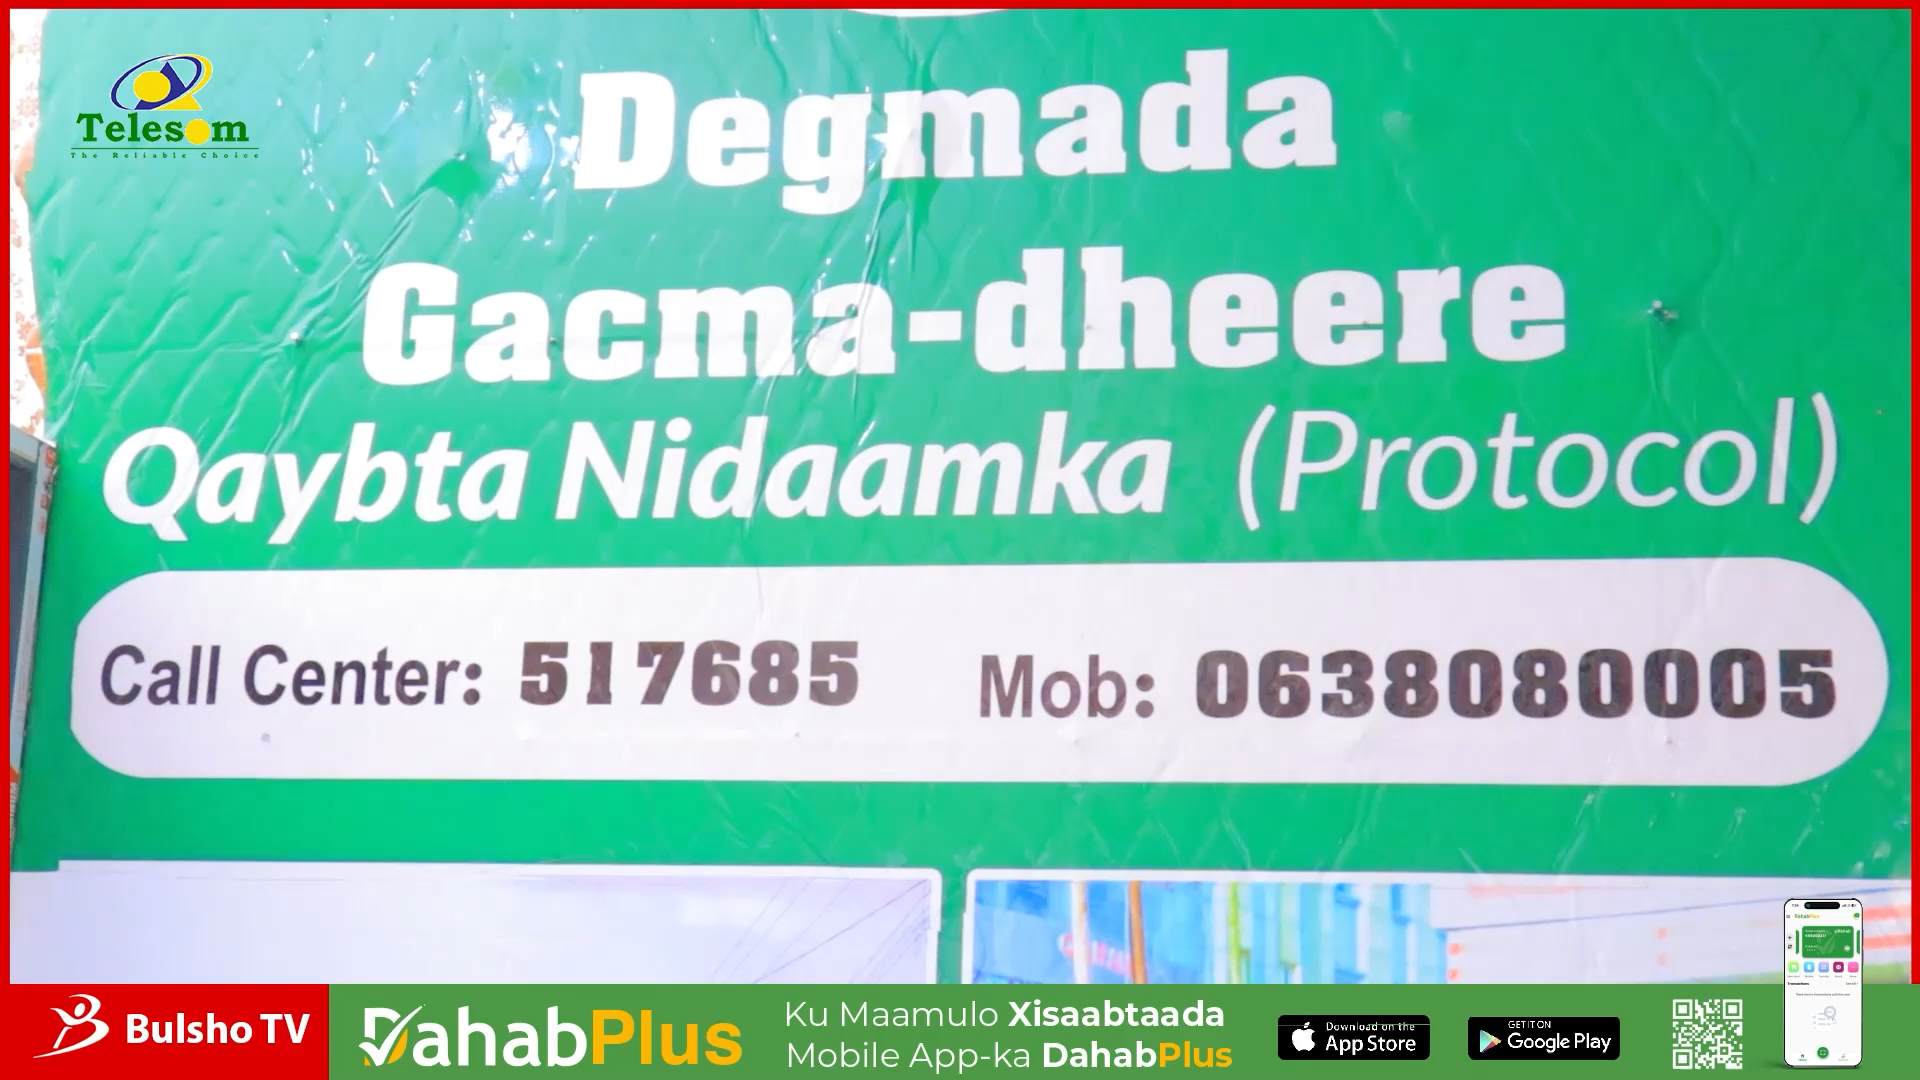 Telesom
The Reliable Choice
Degmada
Gacma-dheere
Qaybta Nidaamka (Protocol)
Call Center: 517685 Mob: 0638080005
Bulsho TV
DahabPlus
Ku Maamulo Xisaabtaada
Mobile App-ka DahabPlus
Download on the
App Store
GET IT ON
Google Play